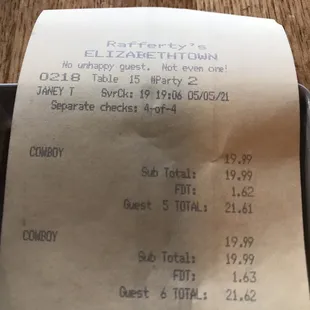 Rafferty's
ELIZABETHTOWN
No unhappy guest. Not even one!
0218 Table 15 #Party 2
JANEY T SvrCk: 19 19:06 05/05/21
Separate checks: 4-of-4
COMBOY 19.99
Sub Total: 19.99
FDT: 1.62
Guest 5 TOTAL: 21.61
COMBOY 19.99
Sub Total: 19.99
FDT: 1.63
Guest 6 TOTAL: 21.62